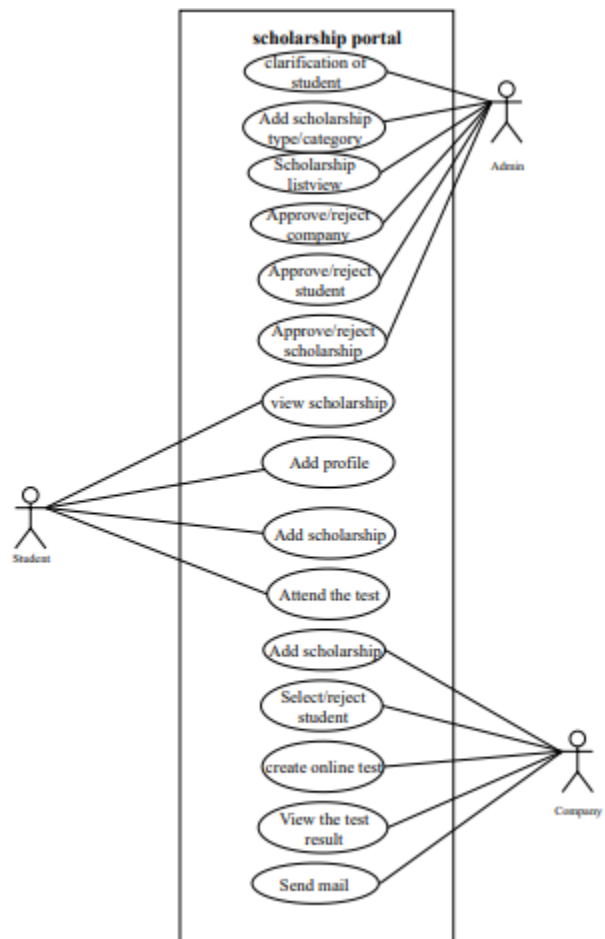 scholarship portal
clarification of
student
Add scholarship
type/category
Scholarship
listview
Approve/reject
company
Approve/reject
student
Approve/reject
scholarship
view scholarship
Add profile
Add scholarship
Attend the test
Add scholarship
Select/reject
student
create online test
View the test
result
Send mail
Admin
Student
Company